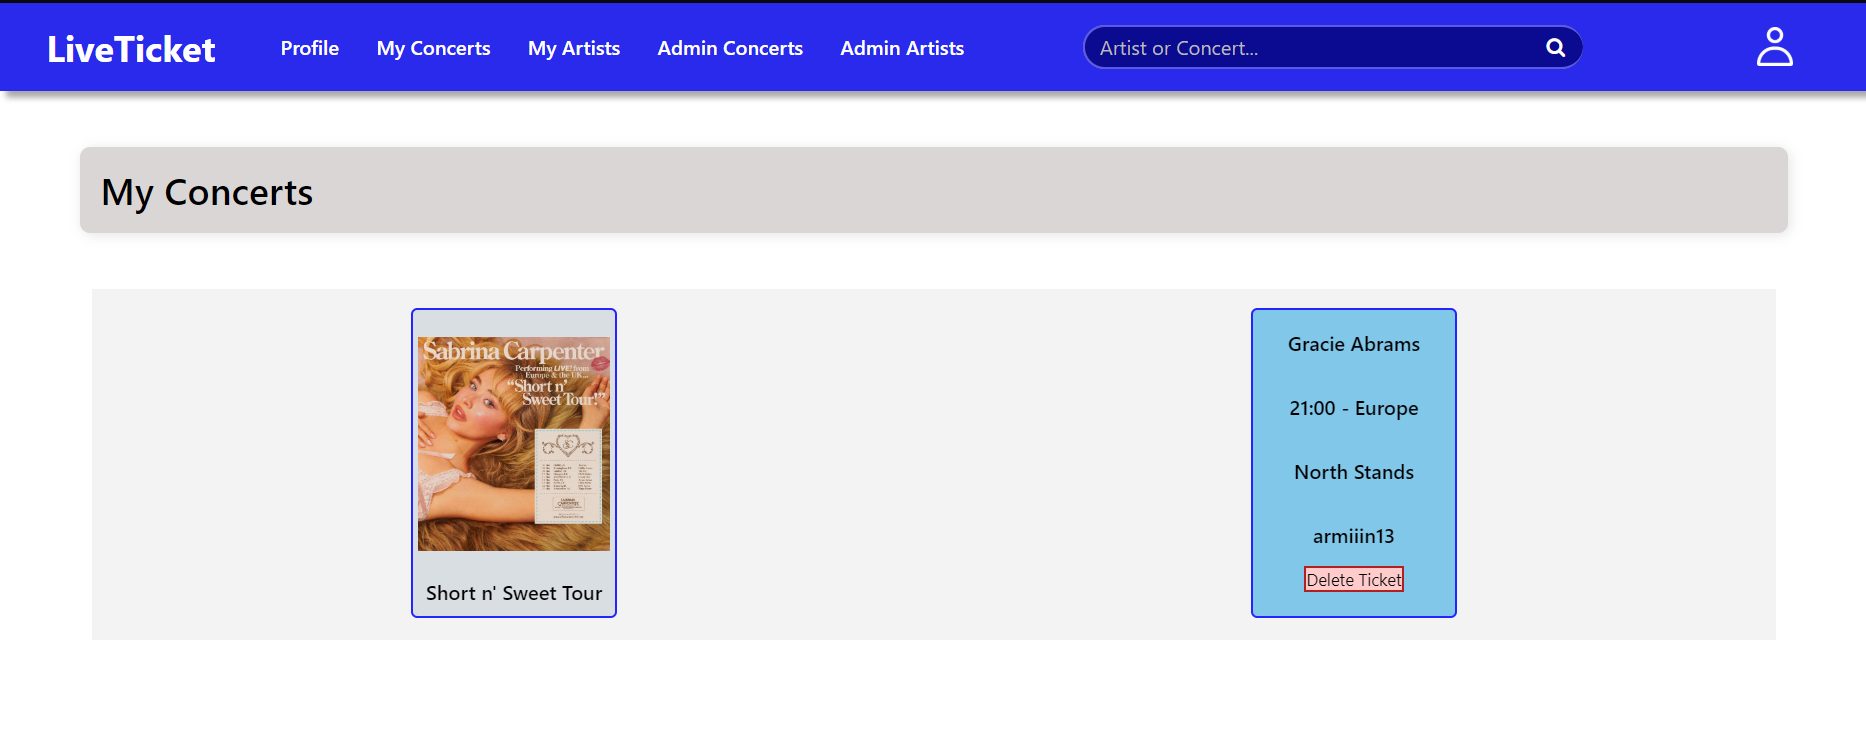 LiveTicket
Profile
My Concerts
My Artists
Admin Concerts
Admin Artists
Artist or Concert...
My Concerts
Sabrina Carpenter
Performing LIVE! from
Europe & the UK...
"Short n'
Sweet Tour!"
Short n' Sweet Tour
Gracie Abrams
21:00 - Europe
North Stands
armiiin13
Delete Ticket